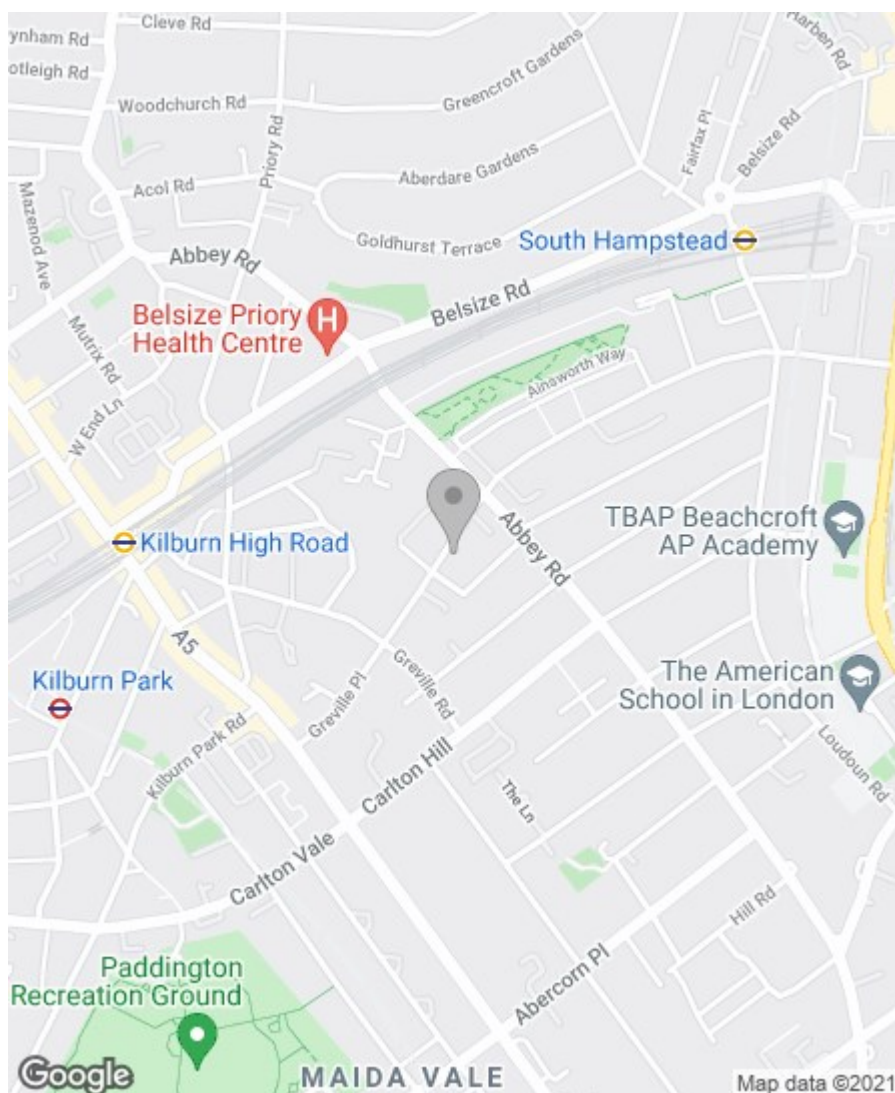 Cleve Rd
ynham Rd
otleigh Rd
Woodchurch Rd
Greencroft Gardens
Harben Rd
Priory Rd
Fairfax Pl
Belsize Rd
Aberdare Gardens
Acol Rd
Mazenod Ave
Goldhurst Terrace
South Hampstead
Abbey Rd
Belsize Rd
Belsize Priory
Health Centre
H
Mutrix Rd
Ainsworth Way
W End Ln
Kilburn High Road
Abbey Rd
TBAP Beachcroft
AP Academy
A5
Kilburn Park
Greville Pl
Greville Rd
The American
School in London
Kilburn Park Rd
Carlton Hill
Loudoun Rd
The Ln
Carlton Vale
Hill Rd
Abercorn Pl
Paddington
Recreation Ground
MAIDA VALE
Google
Map data ©2021